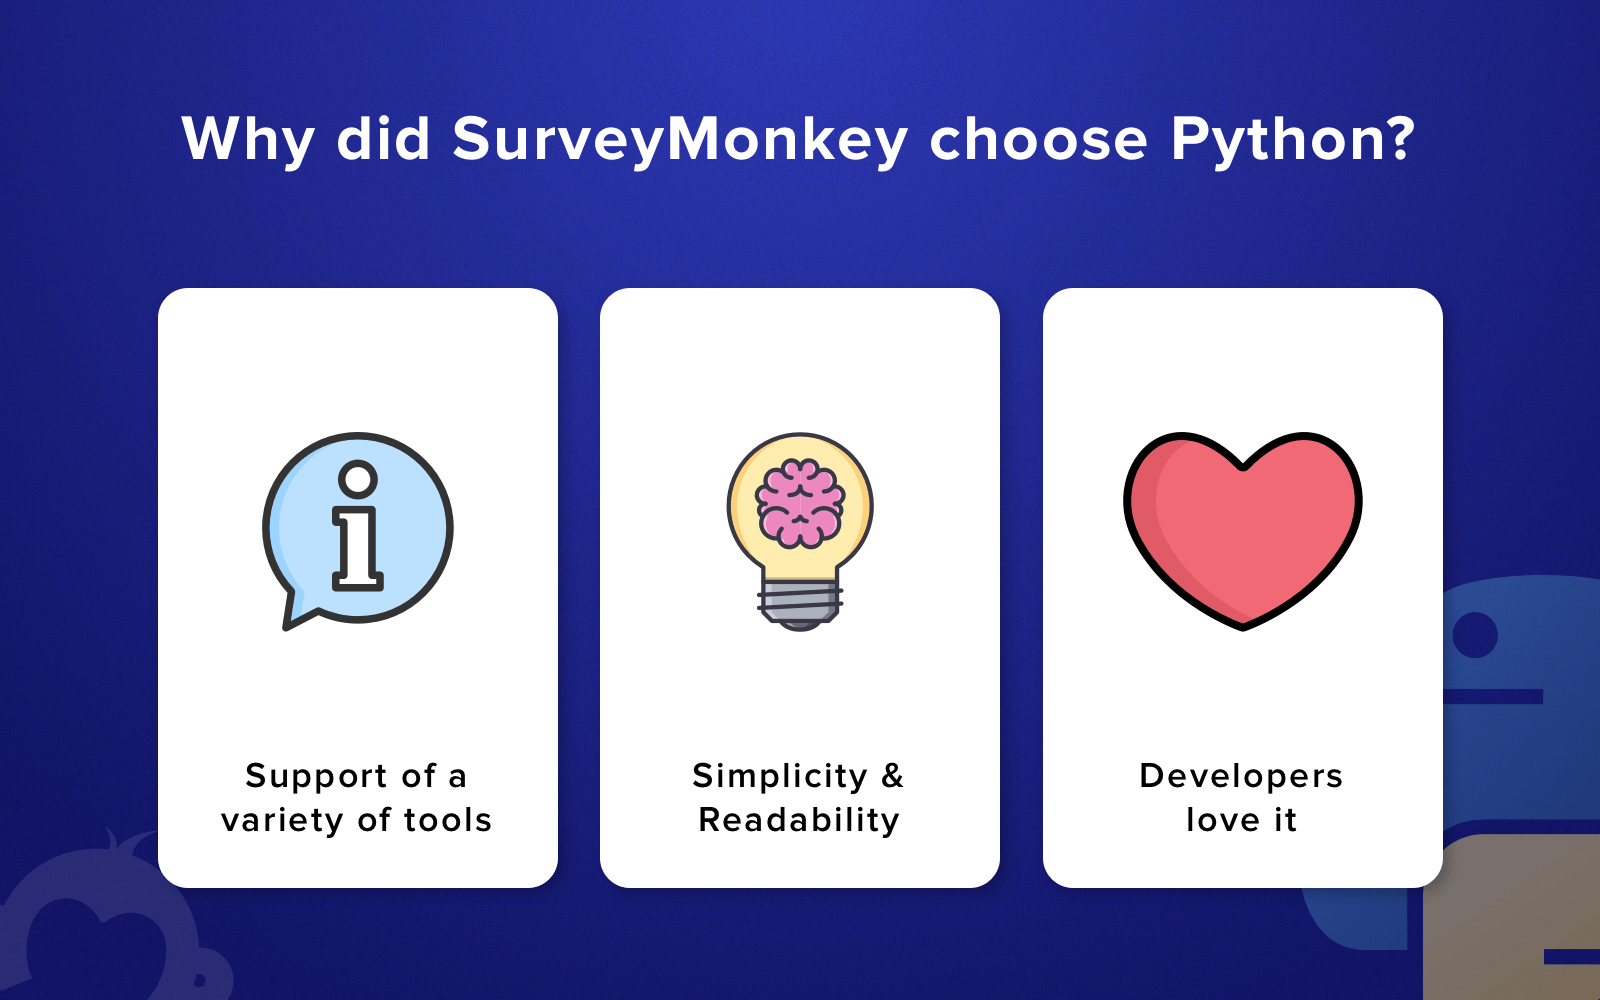 Why did SurveyMonkey choose Python?
Support of a
variety of tools
Simplicity &
Readability
Developers
love it